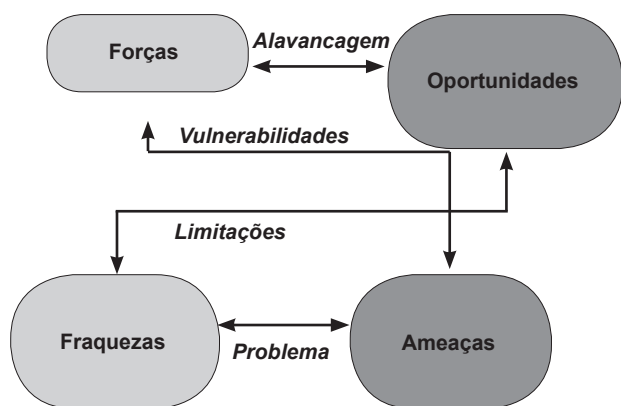 Forças
Alavancagem
Oportunidades
Vulnerabilidades
Limitações
Fraquezas
Problema
Ameaças